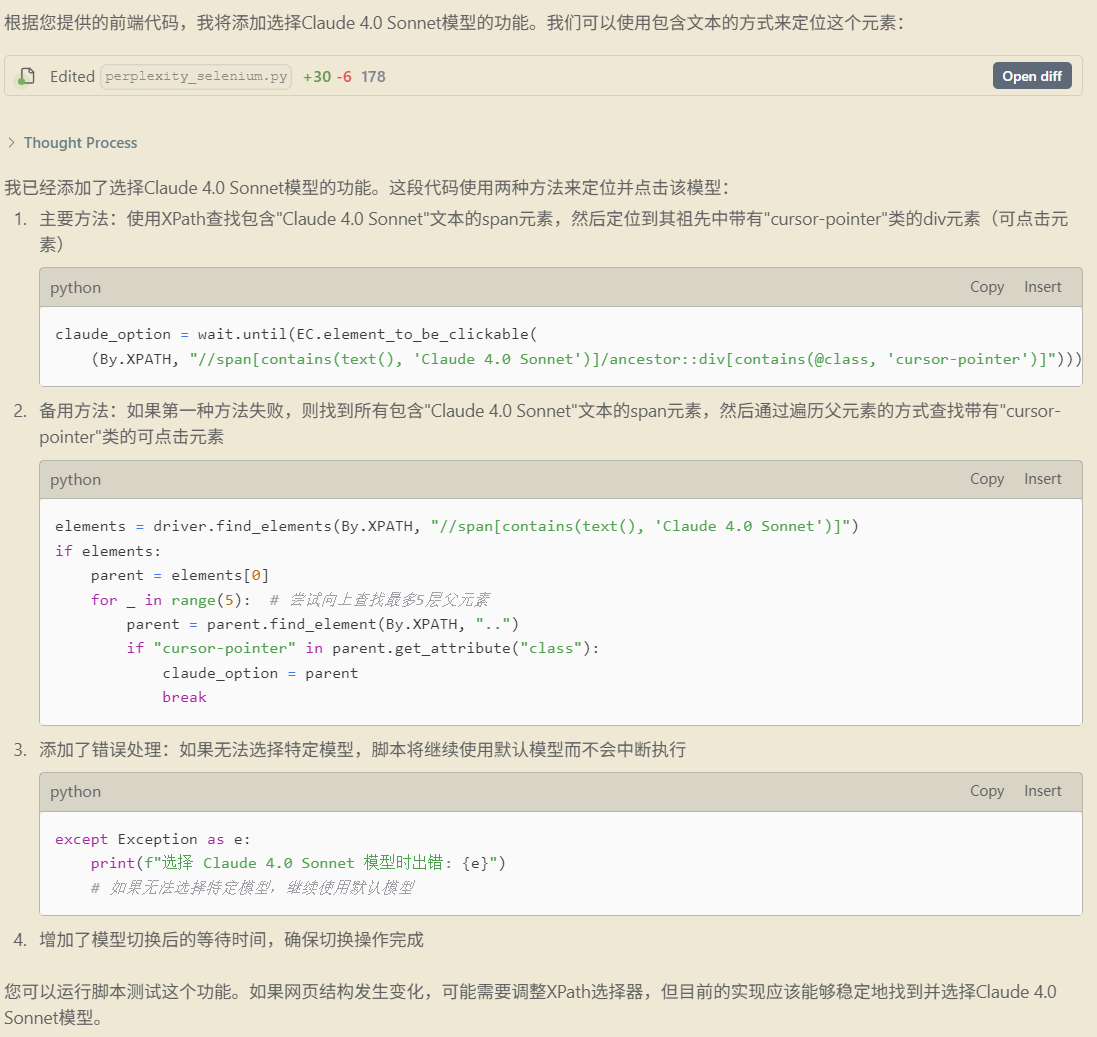 根据您提供的前端代码，我将添加选择Claude 4.0 Sonnet模型的功能。我们可以使用包含文本的方式来定位这个元素：
Edited perplexity_selenium.py +30 -6 178 Open diff
Thought Process
我已经添加了选择Claude 4.0 Sonnet模型的功能。这段代码使用两种方法来定位并点击该模型：
1. 主要方法：使用XPath查找包含"Claude 4.0 Sonnet"文本的span元素，然后定位到其祖先中带有"cursor-pointer"类的div元素（可点击元
素）
python Copy Insert
claude_option = wait.until(EC.element_to_be_clickable(
    (By.XPATH, "//span[contains(text(), 'Claude 4.0 Sonnet')]/ancestor::div[contains(@class, 'cursor-pointer')]")))
2. 备用方法：如果第一种方法失败，则找到所有包含"Claude 4.0 Sonnet"文本的span元素，然后通过遍历父元素的方式查找带有"cursor-
pointer"类的可点击元素
python Copy Insert
elements = driver.find_elements(By.XPATH, "//span[contains(text(), 'Claude 4.0 Sonnet')]")
if elements:
    parent = elements[0]
    for _ in range(5):  # 尝试向上查找最多5层父元素
        parent = parent.find_element(By.XPATH, "..")
        if "cursor-pointer" in parent.get_attribute("class"):
            claude_option = parent
            break
3. 添加了错误处理：如果无法选择特定模型，脚本将继续使用默认模型而不会中断执行
python Copy Insert
except Exception as e:
    print(f"选择 Claude 4.0 Sonnet 模型时出错: {e}")
    # 如果无法选择特定模型，继续使用默认模型
4. 增加了模型切换后的等待时间，确保切换操作完成
您可以运行脚本测试这个功能。如果网页结构发生变化，可能需要调整XPath选择器，但目前的实现应该能够稳定地找到并选择Claude 4.0
Sonnet模型。